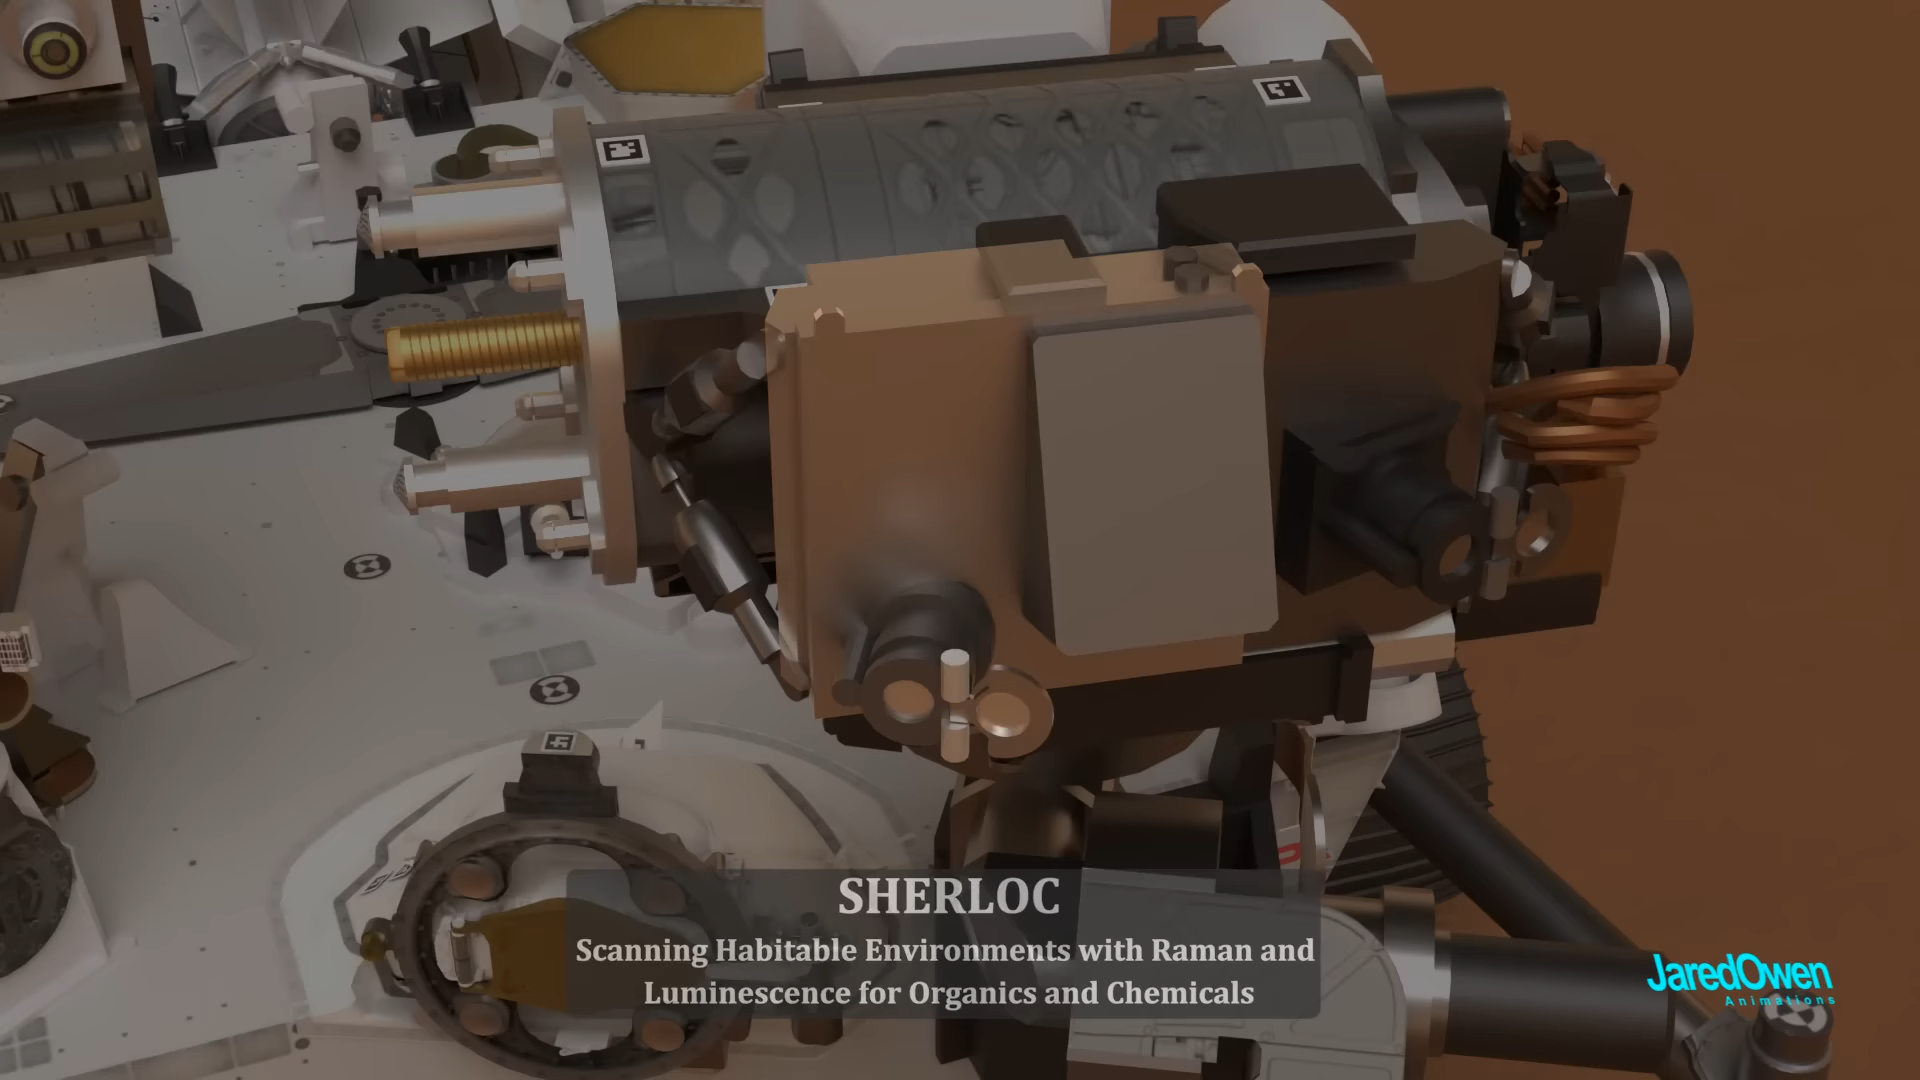 SHERLOC
Scanning Habitable Environments with Raman and
Luminescence for Organics and Chemicals
JaredOwen
Animations